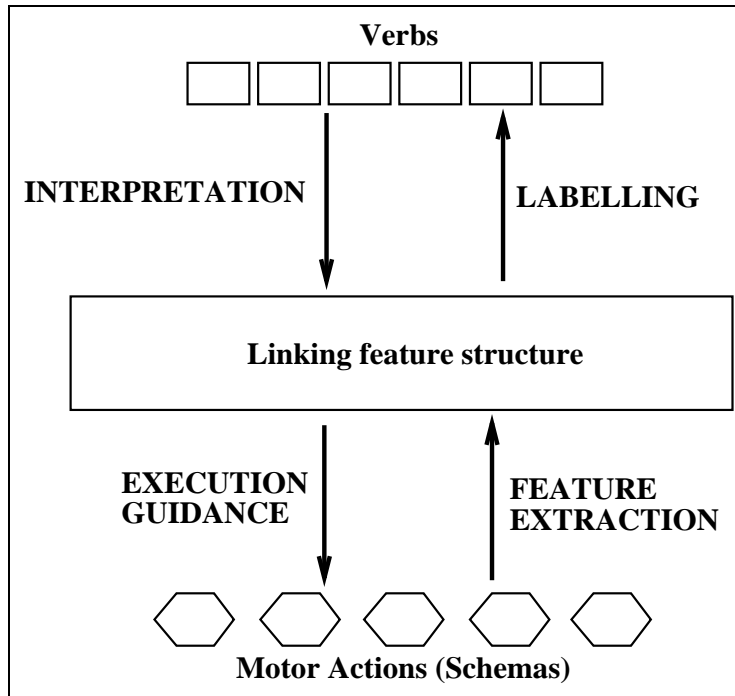 Verbs
INTERPRETATION
LABELLING
Linking feature structure
EXECUTION
GUIDANCE
FEATURE
EXTRACTION
Motor Actions (Schemas)